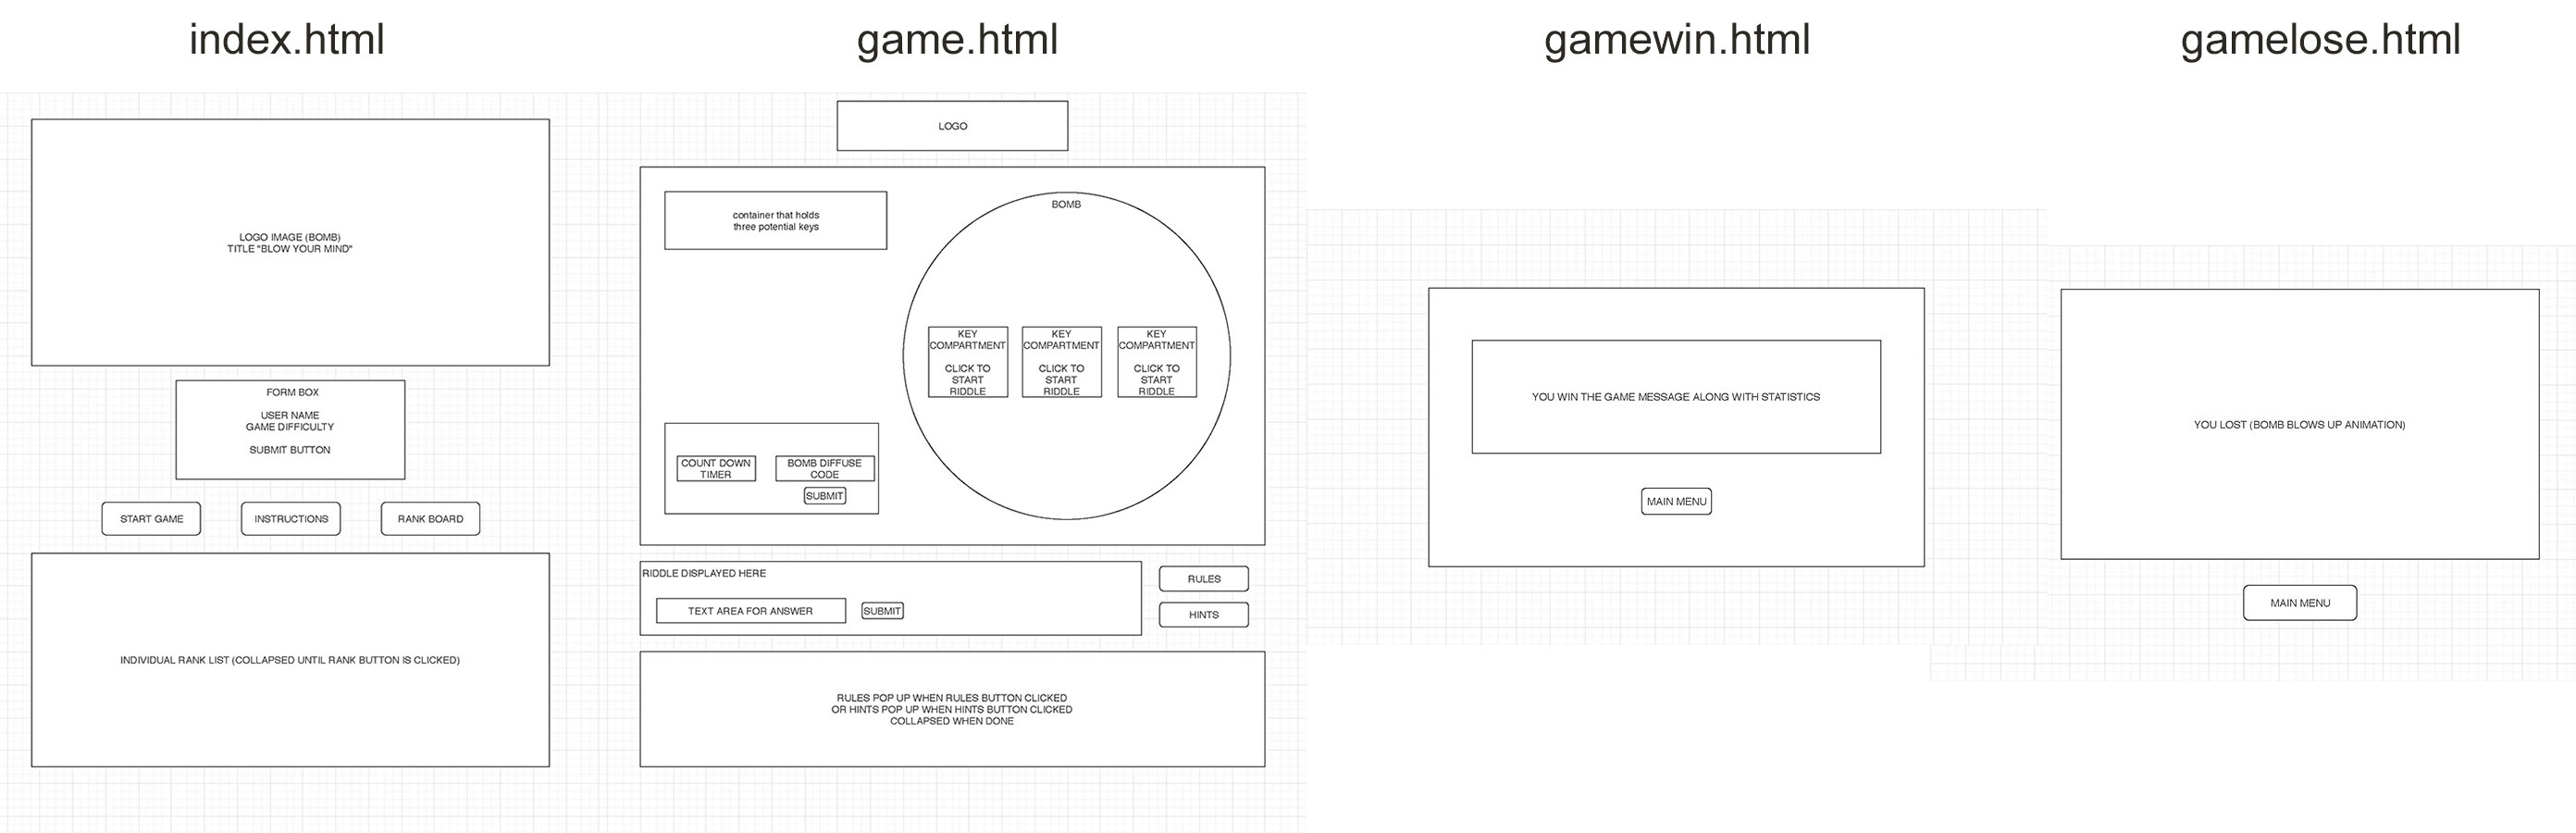 index.html
LOGO IMAGE (BOMB)
TITLE "BLOW YOUR MIND"
FORM BOX
USER NAME
GAME DIFFICULTY
SUBMIT BUTTON
START GAME
INSTRUCTIONS
RANK BOARD
INDIVIDUAL RANK LIST (COLLAPSED UNTIL RANK BUTTON IS CLICKED)
game.html
LOGO
container that holds
three potential keys
BOMB
KEY
COMPARTMENT
CLICK TO
START
RIDDLE
KEY
COMPARTMENT
CLICK TO
START
RIDDLE
KEY
COMPARTMENT
CLICK TO
START
RIDDLE
COUNT DOWN
TIMER
BOMB DIFFUSE
CODE
SUBMIT
RIDDLE DISPLAYED HERE
TEXT AREA FOR ANSWER
SUBMIT
RULES
HINTS
RULES POP UP WHEN RULES BUTTON CLICKED
OR HINTS POP UP WHEN HINTS BUTTON CLICKED
COLLAPSED WHEN DONE
gamewin.html
YOU WIN THE GAME MESSAGE ALONG WITH STATISTICS
MAIN MENU
gamelose.html
YOU LOST (BOMB BLOWS UP ANIMATION)
MAIN MENU